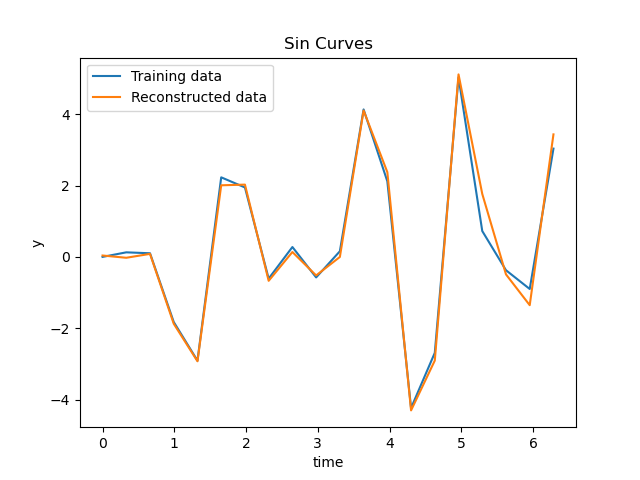 Sin Curves
Training data
Reconstructed data
4
2
0
−2
−4
y
0 1 2 3 4 5 6
time